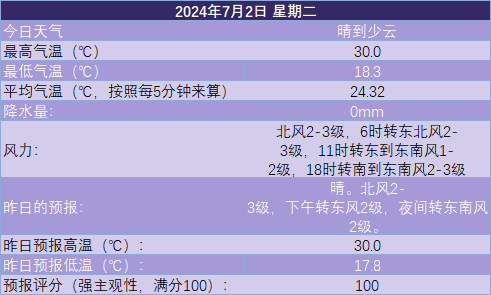 2024年7月2日 星期二
今日天气 晴到少云
最高气温（℃） 30.0
最低气温（℃） 18.3
平均气温（℃，按照每5分钟来算） 24.32
降水量： 0mm
风力： 北风2-3级，6时转东北风2-
3级，11时转东到东南风1-
2级，18时转南到东南风2-3级
昨日的预报： 晴。北风2-
3级，下午转东风2级，夜间转东南风
2级。
昨日预报高温（℃）： 30.0
昨日预报低温（℃）： 17.8
预报评分（强主观性，满分100）： 100